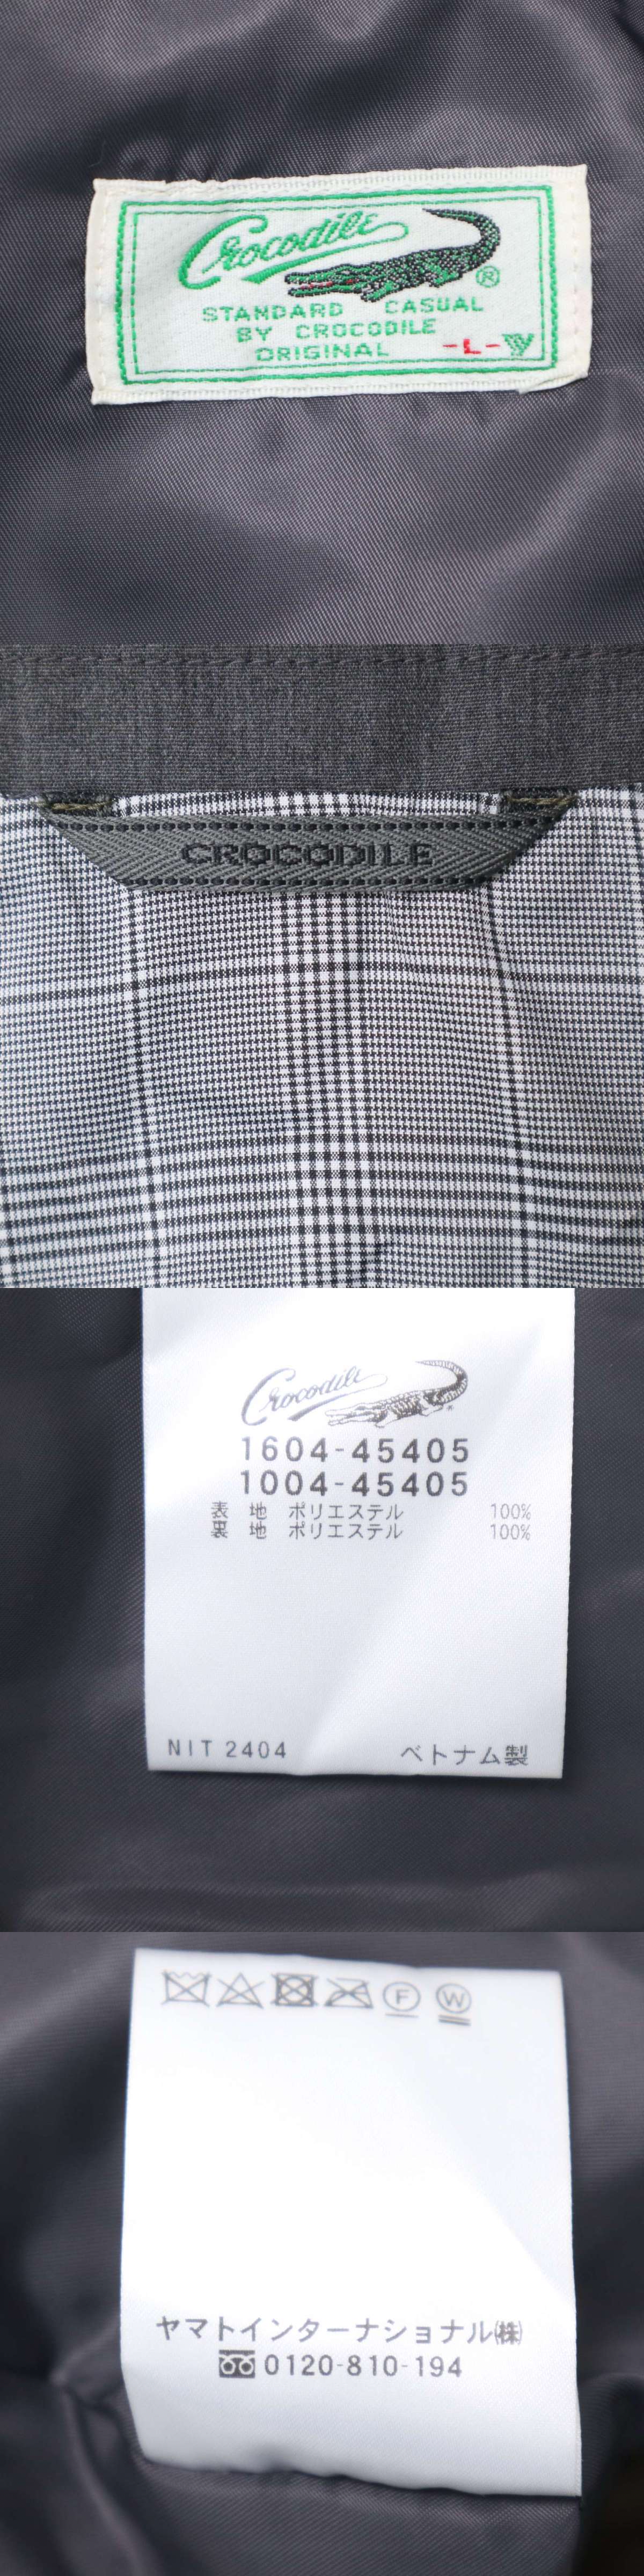 Crocodile
®
STANDARD CASUAL
BY CROCODILE
ORIGINAL -L-
CROCODILE
Crocodile
1604-45405
1004-45405
表 地 ポリエステル 100%
裏 地 ポリエステル 100%
NIT 2404 ベトナム製
F W
ヤマトインターナショナル㈱
0120-810-194